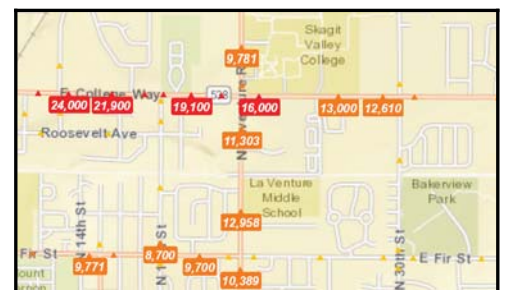 Skagit
Valley
College
9,781
E College Way
538
24,000
21,900
19,100
16,000
13,000
12,610
Roosevelt Ave
11,303
La Venture
Middle
School
Bakerview
Park
12,958
N 14th St
N 30th St
Fir St
E Fir St
8,700
9,771
9,700
10,389